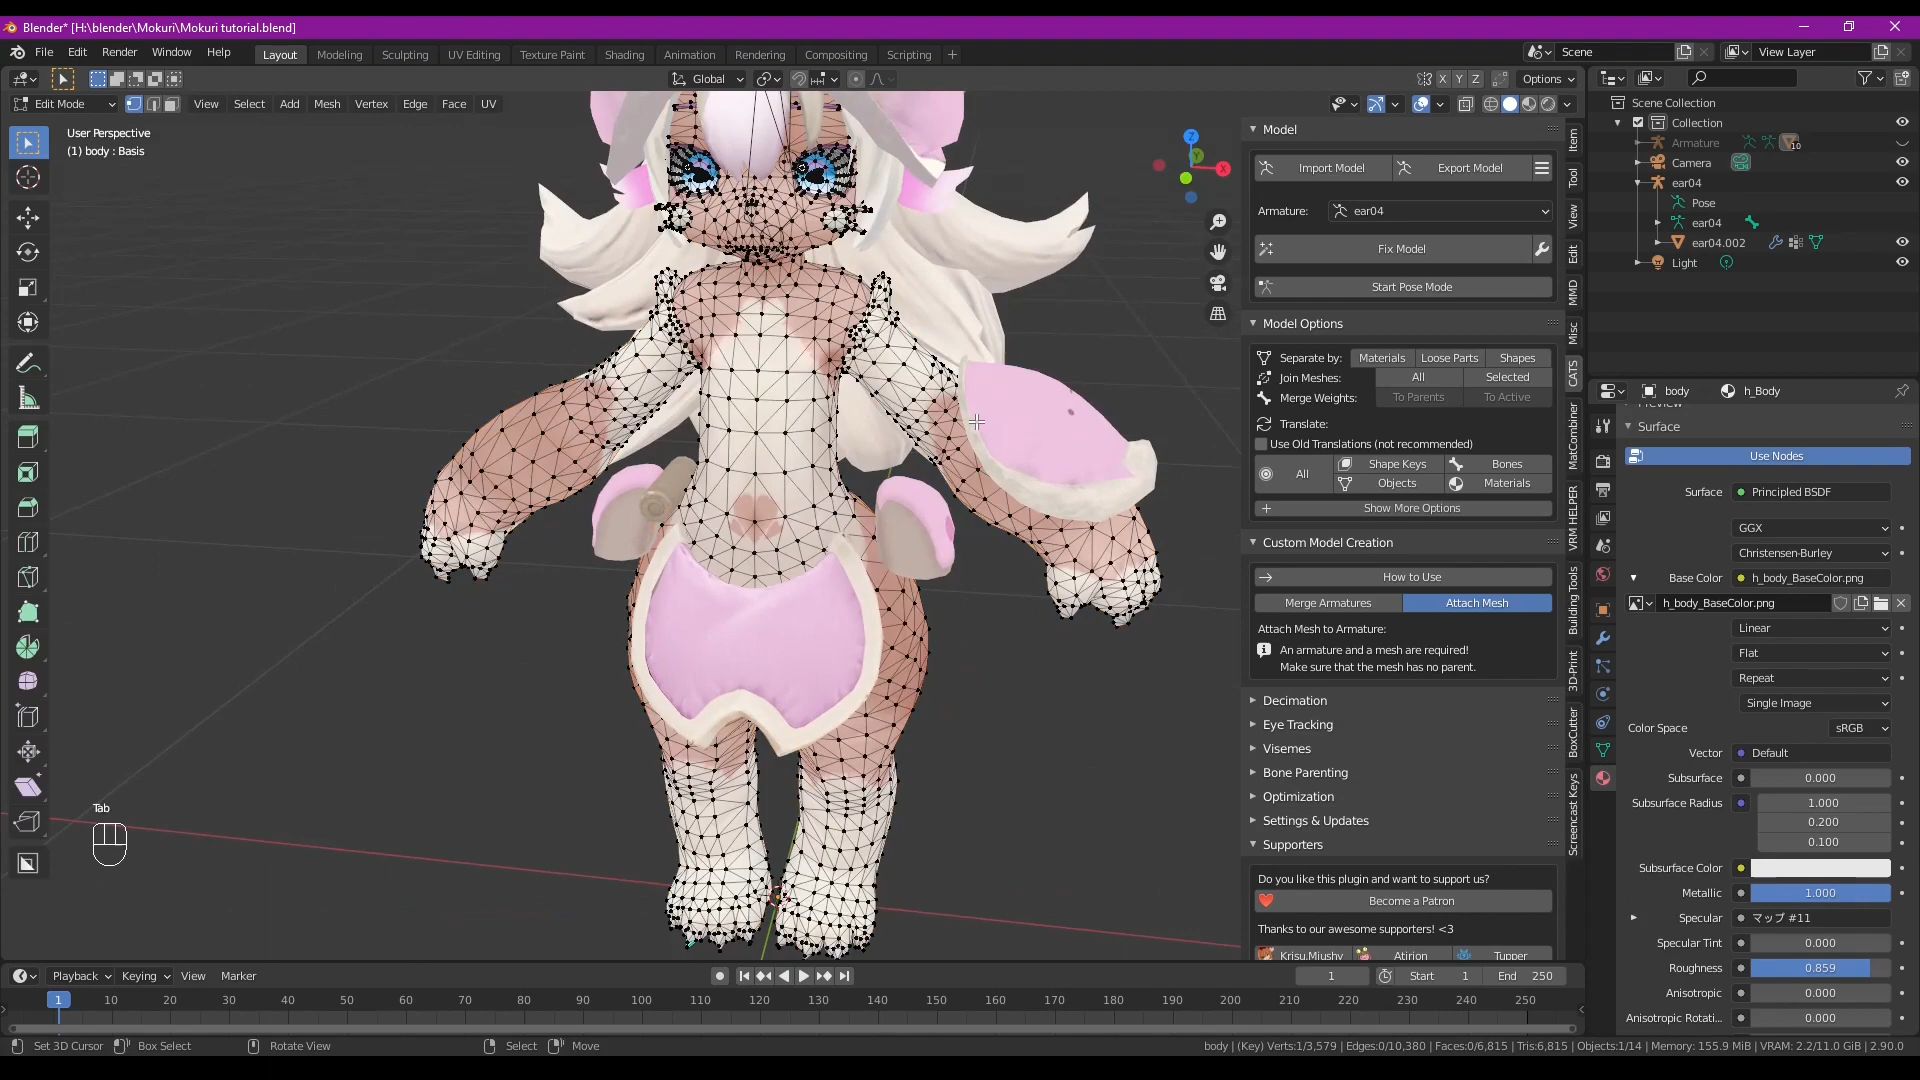 Blender* [H:\blender\Mokuri\Mokuri tutorial.blend]
File Edit Render Window Help Layout Modeling Sculpting UV Editing Texture Paint Shading Animation Rendering Compositing Scripting + Scene View Layer
Global X Y Z Options
Edit Mode View Select Add Mesh Vertex Edge Face UV
User Perspective
(1) body : Basis
Z
X
Y
Tab
Model
Import Model Export Model
Armature: ear04
Fix Model
Start Pose Mode
Model Options
Separate by: Materials Loose Parts Shapes
Join Meshes: All Selected
Merge Weights: To Parents To Active
Translate:
Use Old Translations (not recommended)
All Shape Keys Bones
Objects Materials
Show More Options
Custom Model Creation
How to Use
Merge Armatures Attach Mesh
Attach Mesh to Armature:
An armature and a mesh are required!
Make sure that the mesh has no parent.
Decimation
Eye Tracking
Visemes
Bone Parenting
Optimization
Settings & Updates
Supporters
Do you like this plugin and want to support us?
Become a Patron
Thanks to our awesome supporters! <3
Krisu.Miushy Atirion Tupper
Item
Tool
View
Edit
MMD
Misc
CATS
MatCombiner
VRM HELPER
Building Tools
3D-Print
BoxCutter
Screencast Keys
Scene Collection
Collection
Armature 10
Camera
ear04
Pose
ear04
ear04.002
Light
body h_Body
Surface
Use Nodes
Surface Principled BSDF
GGX
Christensen-Burley
Base Color h_body_BaseColor.png
h_body_BaseColor.png
Linear
Flat
Repeat
Single Image
Color Space sRGB
Vector Default
Subsurface 0.000
Subsurface Radius 1.000
0.200
0.100
Subsurface Color
Metallic 1.000
Specular マップ #11
Specular Tint 0.000
Roughness 0.859
Anisotropic 0.000
Anisotropic Rotati... 0.000
Playback Keying View Marker 1 Start 1 End 250
1 10 20 30 40 50 60 70 80 90 100 110 120 130 140 150 160 170 180 190 200 210 220 230 240 250
Set 3D Cursor Box Select Rotate View Select Move body | (Key) Verts:1/3,579 | Edges:0/10,380 | Faces:0/6,815 | Tris:6,815 | Objects:1/14 | Memory: 155.9 MiB | VRAM: 2.2/11.0 GiB | 2.90.0